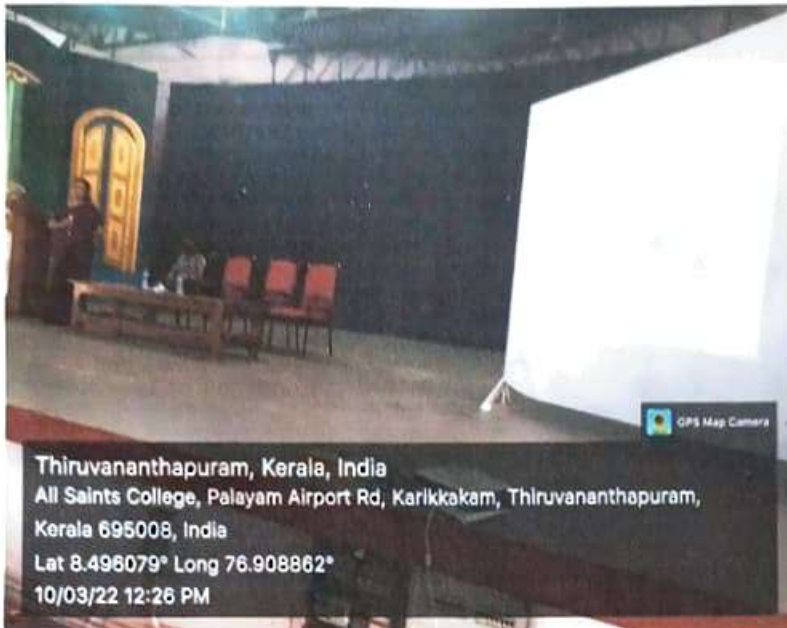 GPS Map Camera
Thiruvananthapuram, Kerala, India
All Saints College, Palayam Airport Rd, Karikkakam, Thiruvananthapuram,
Kerala 695008, India
Lat 8.496079° Long 76.908862°
10/03/22 12:26 PM